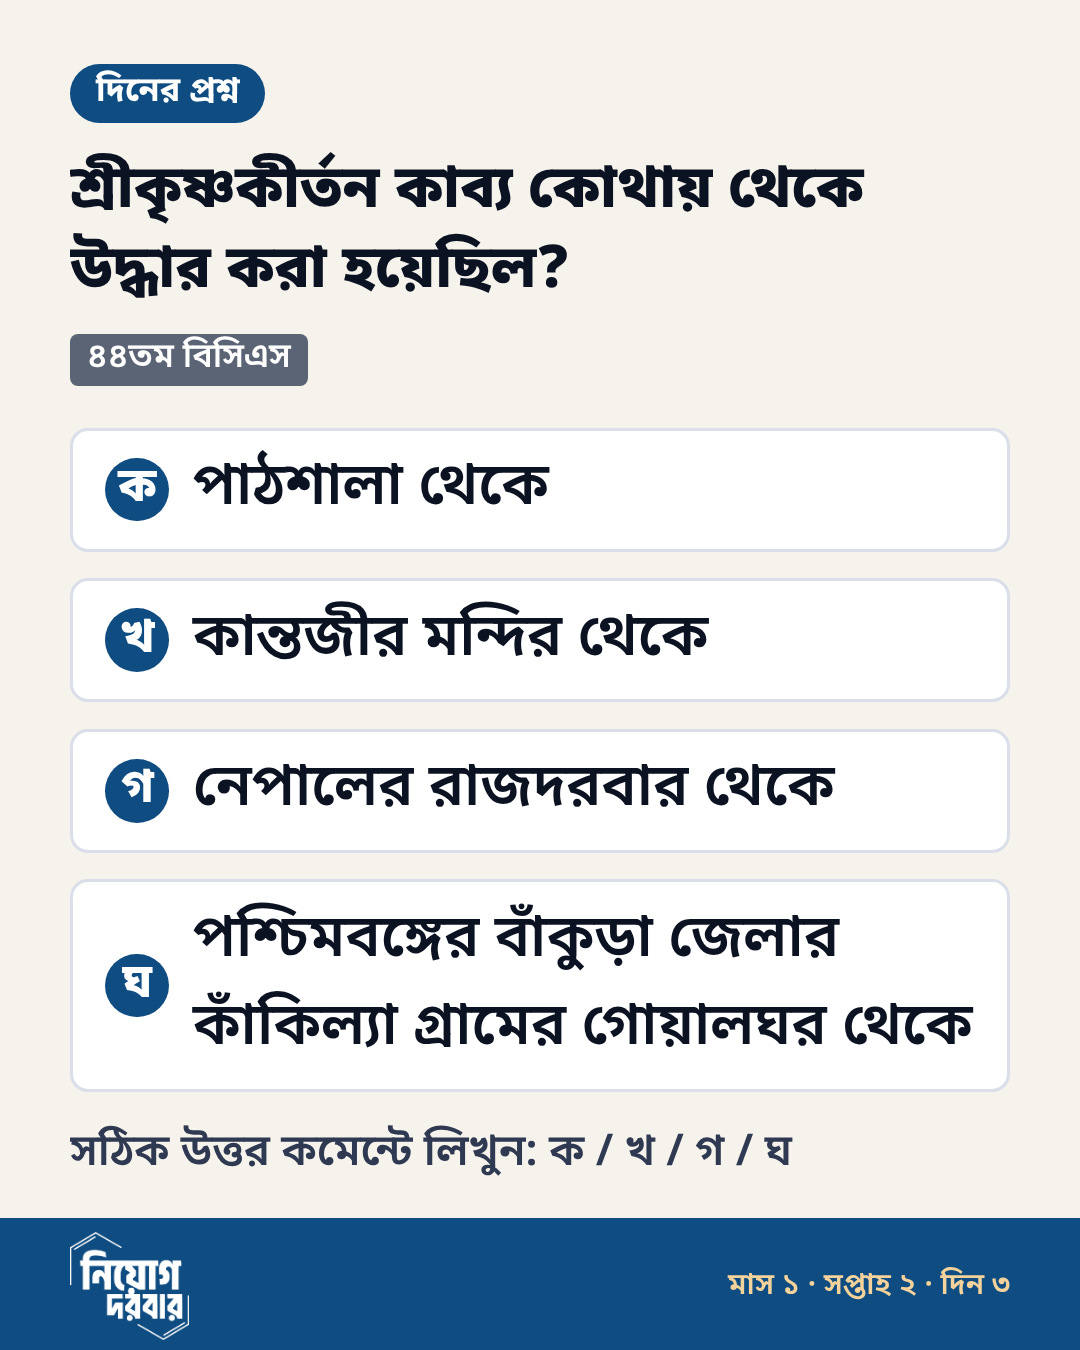 দিনের প্রশ্ন
শ্রীকৃষ্ণকীর্তন কাব্য কোথায় থেকে
উদ্ধার করা হয়েছিল?
৪৪তম বিসিএস
ক পাঠশালা থেকে
খ কান্তজীর মন্দির থেকে
গ নেপালের রাজদরবার থেকে
ঘ পশ্চিমবঙ্গের বাঁকুড়া জেলার
কাঁকিল্যা গ্রামের গোয়ালঘর থেকে
সঠিক উত্তর কমেন্টে লিখুন: ক / খ / গ / ঘ
নিয়োগ
দরবার
মাস ১ · সপ্তাহ ২ · দিন ৩